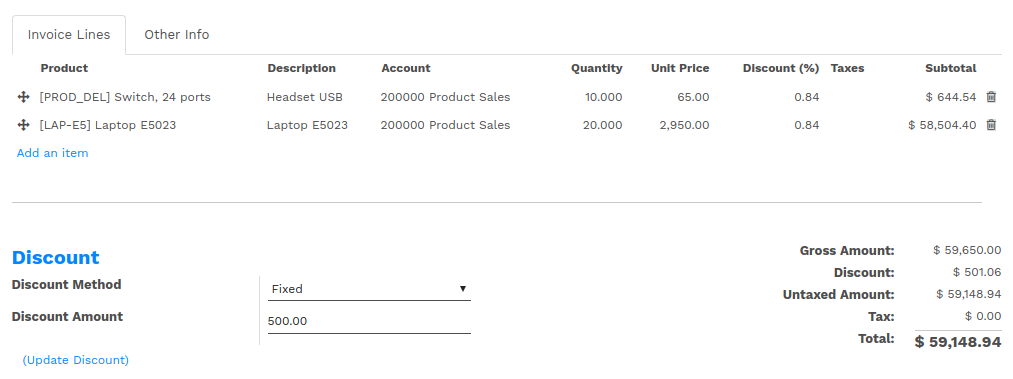 Invoice Lines Other Info
Product Description Account Quantity Unit Price Discount (%) Taxes Subtotal
[PROD_DEL] Switch, 24 ports Headset USB 200000 Product Sales 10.000 65.00 0.84 $ 644.54
[LAP-E5] Laptop E5023 Laptop E5023 200000 Product Sales 20.000 2,950.00 0.84 $ 58,504.40
Add an item
Gross Amount: $ 59,650.00
Discount
Discount: $ 501.06
Discount Method Fixed
Untaxed Amount: $ 59,148.94
Discount Amount 500.00
Tax: $ 0.00
Total: $ 59,148.94
(Update Discount)